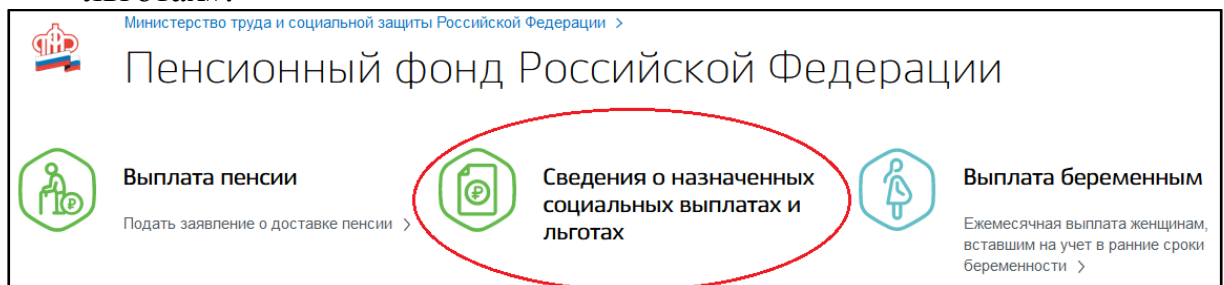 Министерство труда и социальной защиты Российской Федерации >
Пенсионный фонд Российской Федерации
Выплата пенсии
Подать заявление о доставке пенсии >
Сведения о назначенных
социальных выплатах и
льготах
Выплата беременным
Ежемесячная выплата женщинам,
вставшим на учет в ранние сроки
беременности >